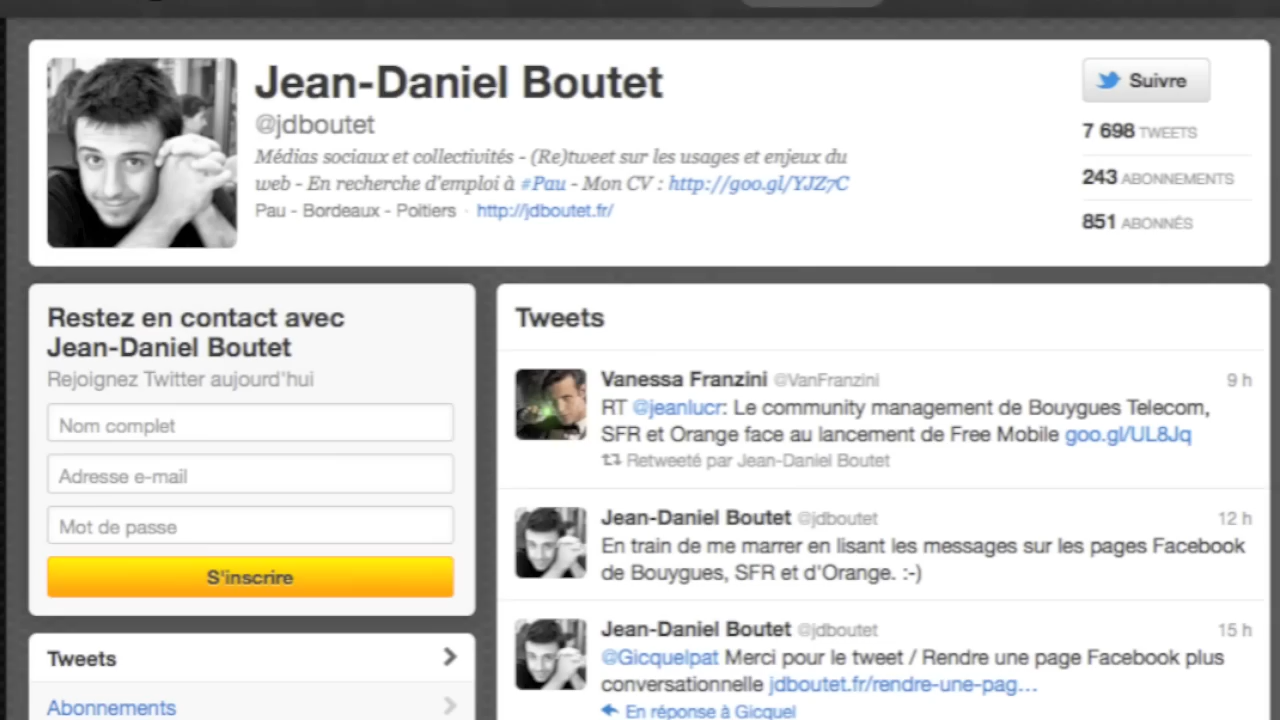 Jean-Daniel Boutet
@jdboutet
Médias sociaux et collectivités - (Re)tweet sur les usages et enjeux du
web - En recherche d'emploi à #Pau - Mon CV : http://goo.gl/YJZ7C
Pau - Bordeaux - Poitiers · http://jdboutet.fr/
Suivre
7 698 TWEETS
243 ABONNEMENTS
851 ABONNÉS
Restez en contact avec
Jean-Daniel Boutet
Rejoignez Twitter aujourd'hui
Nom complet
Adresse e-mail
Mot de passe
S'inscrire
Tweets
Abonnements
Tweets
Vanessa Franzini @VanFranzini 9 h
RT @jeanlucr: Le community management de Bouygues Telecom,
SFR et Orange face au lancement de Free Mobile goo.gl/UL8Jq
Retweeté par Jean-Daniel Boutet
Jean-Daniel Boutet @jdboutet 12 h
En train de me marrer en lisant les messages sur les pages Facebook
de Bouygues, SFR et d'Orange. :-)
Jean-Daniel Boutet @jdboutet 15 h
@Gicquelpat Merci pour le tweet / Rendre une page Facebook plus
conversationnelle jdboutet.fr/rendre-une-pag…
En réponse à Gicquel